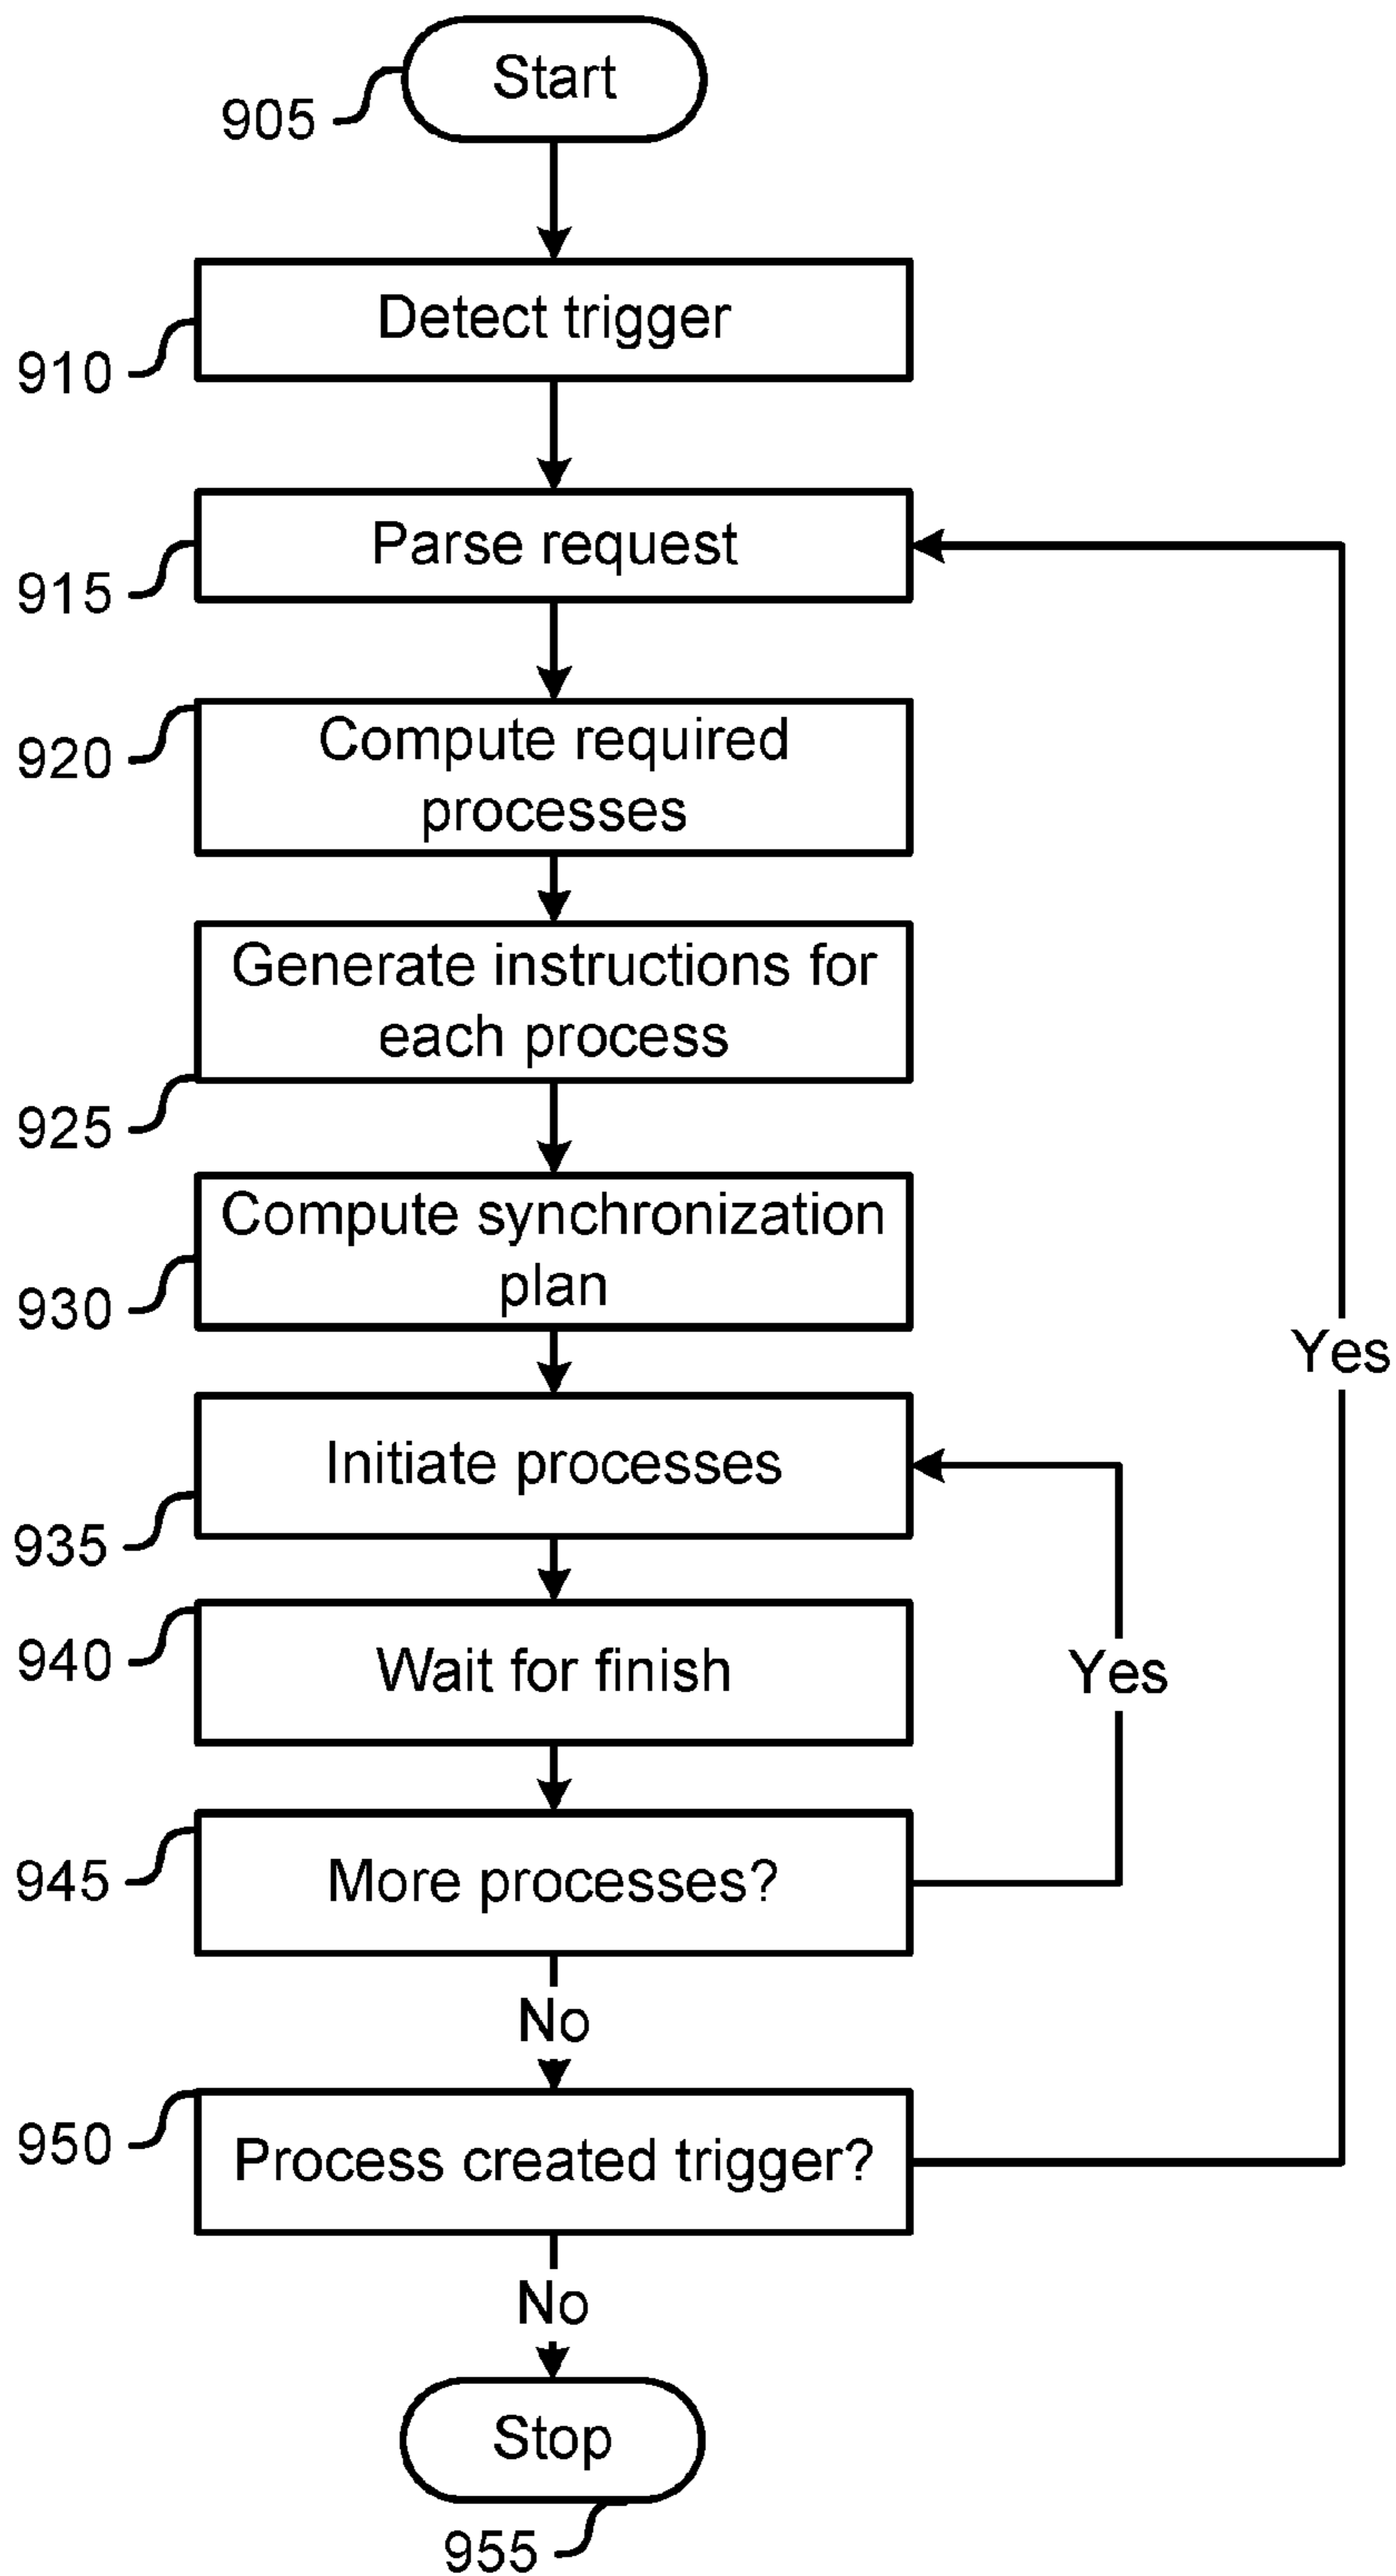 Start
905
Detect trigger
910
Parse request
915
Compute required
processes
920
Generate instructions for
each process
925
Compute synchronization
plan
930
Yes
Initiate processes
935
Wait for finish
940
Yes
More processes?
945
No
Process created trigger?
950
No
Stop
955